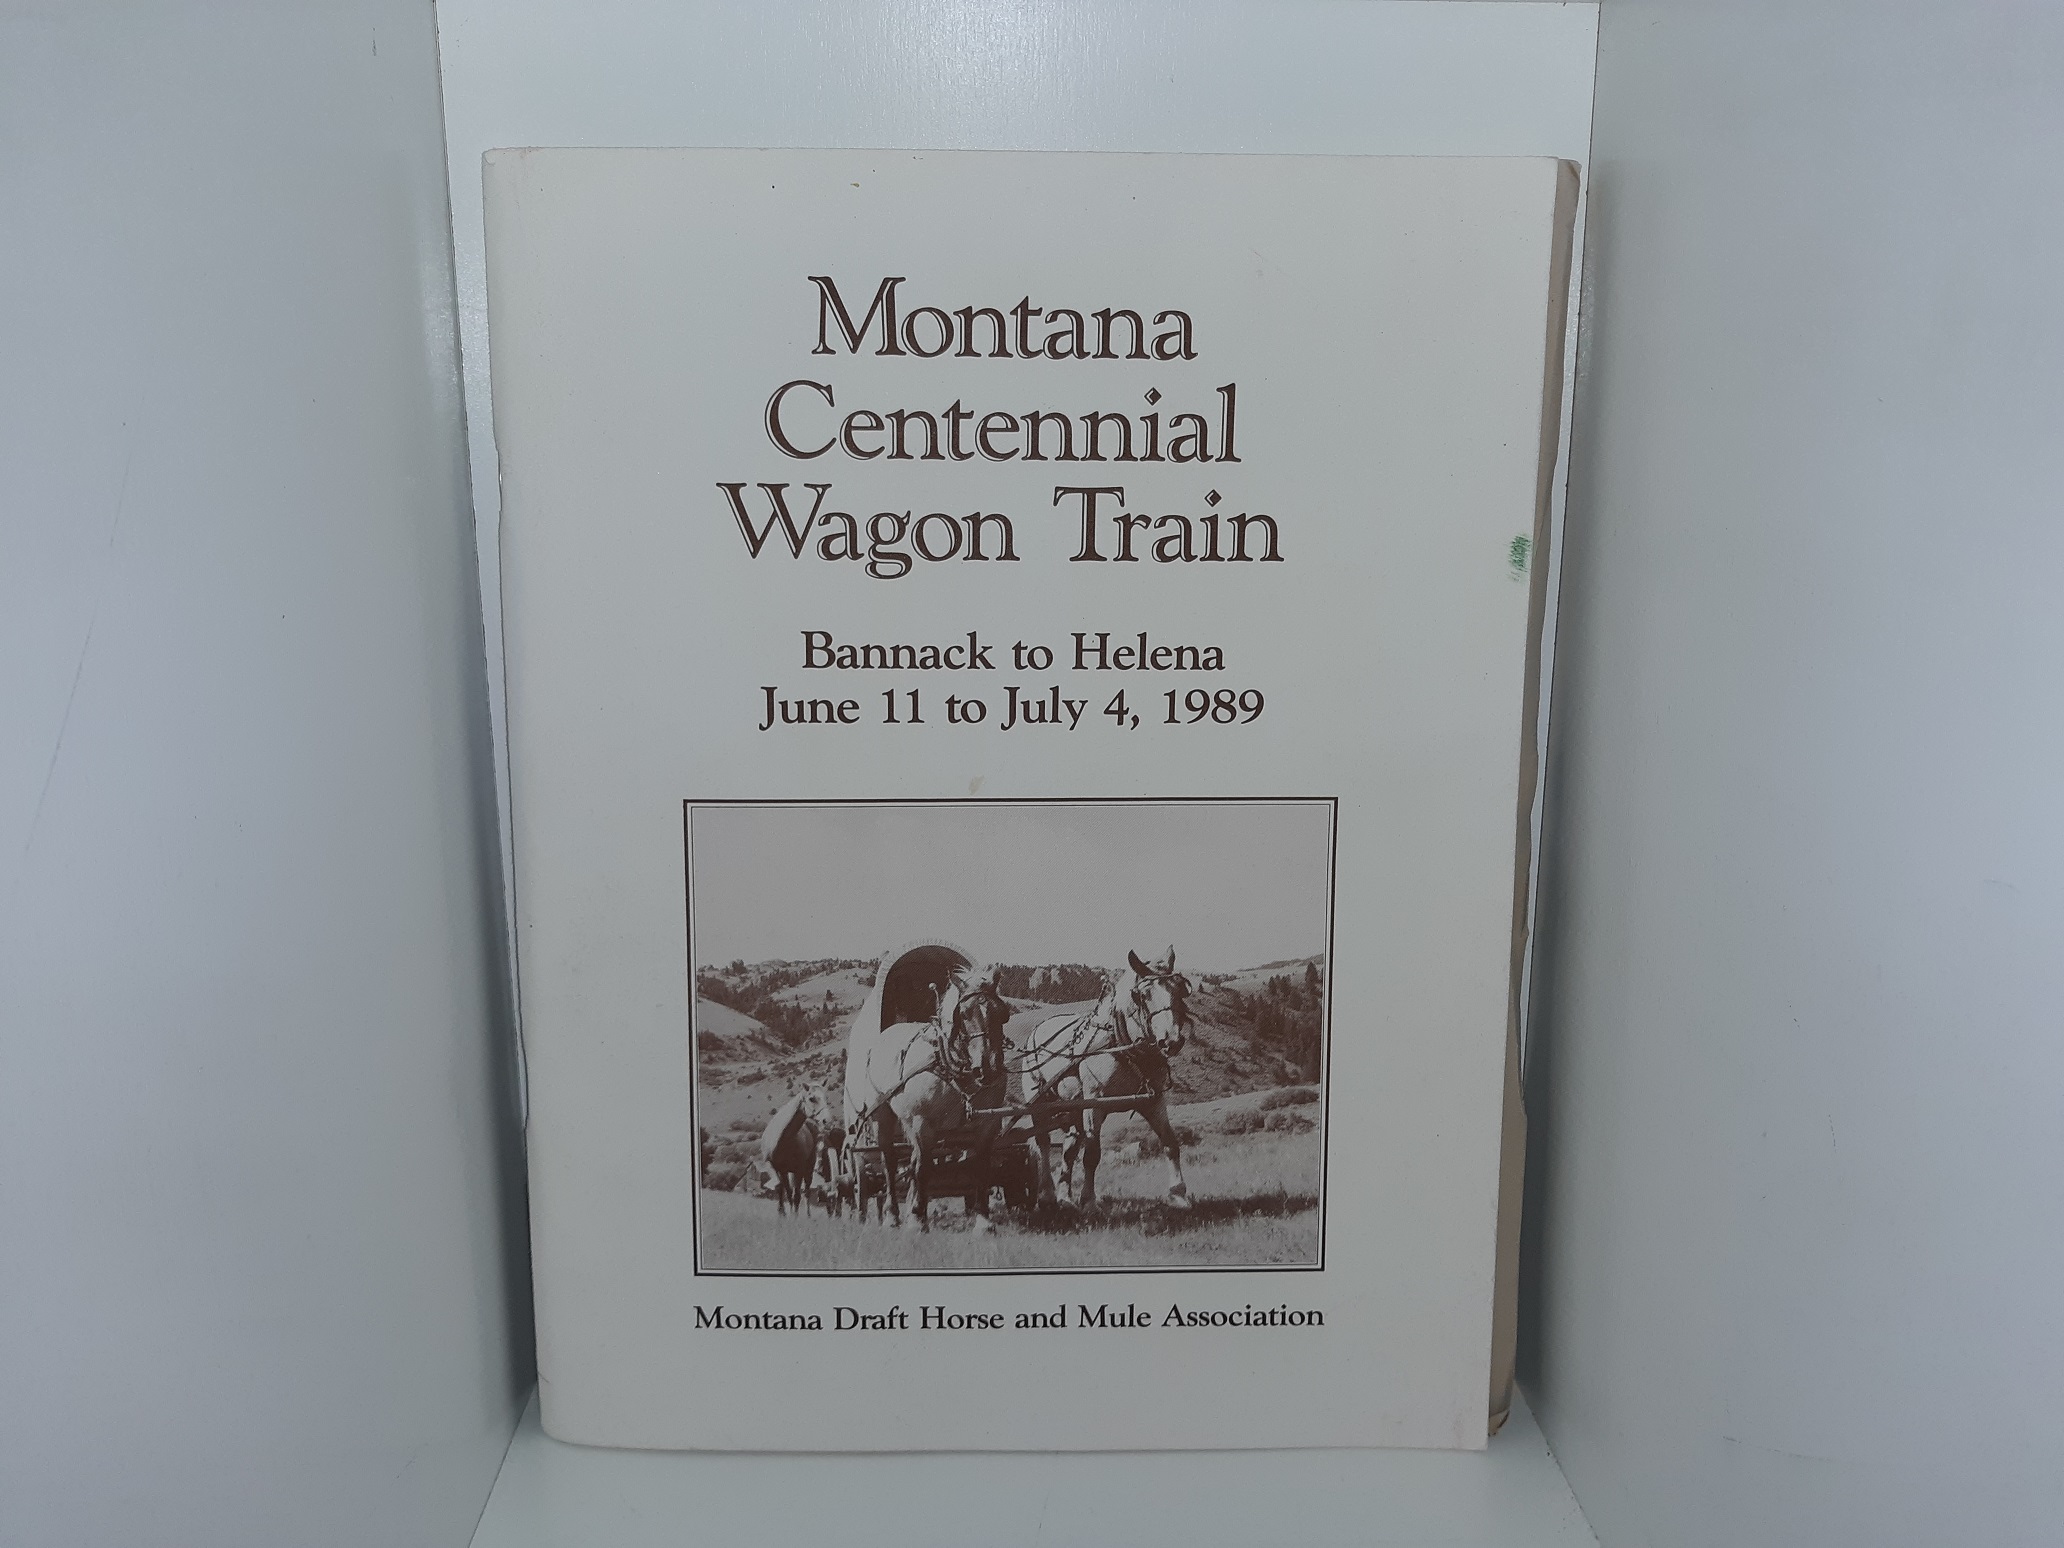 Montana
Centennial
Wagon Train
Bannack to Helena
June 11 to July 4, 1989
Montana Draft Horse and Mule Association